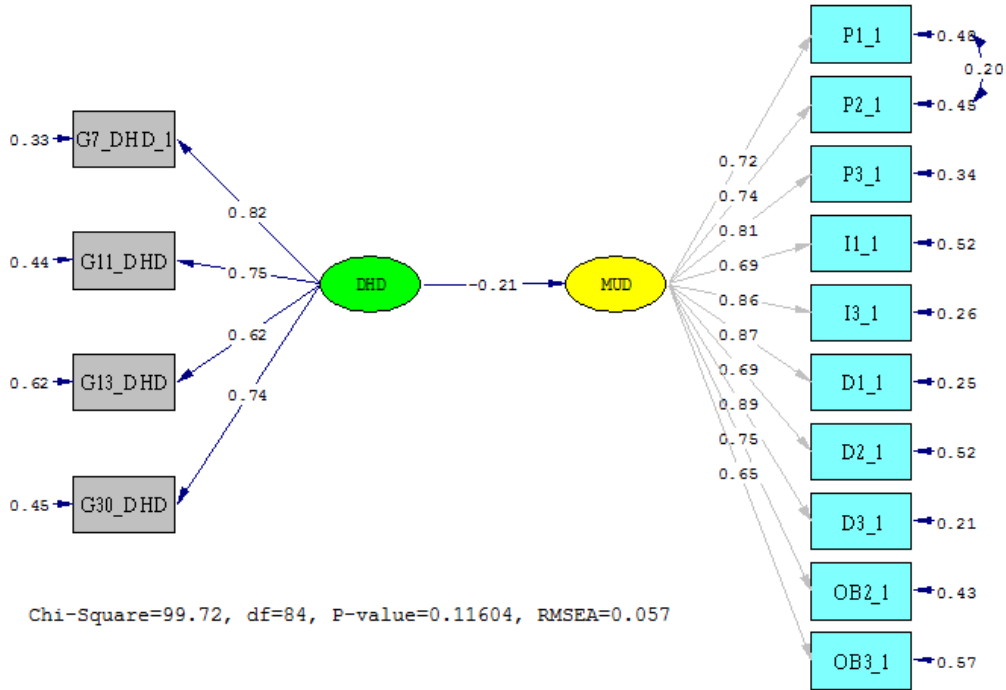 P1_1
0.48
0.20
P2_1
0.45
0.33
G7_DHD_1
0.72
P3_1
0.34
0.74
0.82
0.81
I1_1
0.52
0.44
G11_DHD
0.75
0.69
DHD
-0.21
MUD
0.86
I3_1
0.26
0.62
0.87
0.62
G13_DHD
0.69
D1_1
0.25
0.74
0.89
0.75
D2_1
0.52
0.65
0.45
G30_DHD
D3_1
0.21
OB2_1
0.43
Chi-Square=99.72, df=84, P-value=0.11604, RMSEA=0.057
OB3_1
0.57